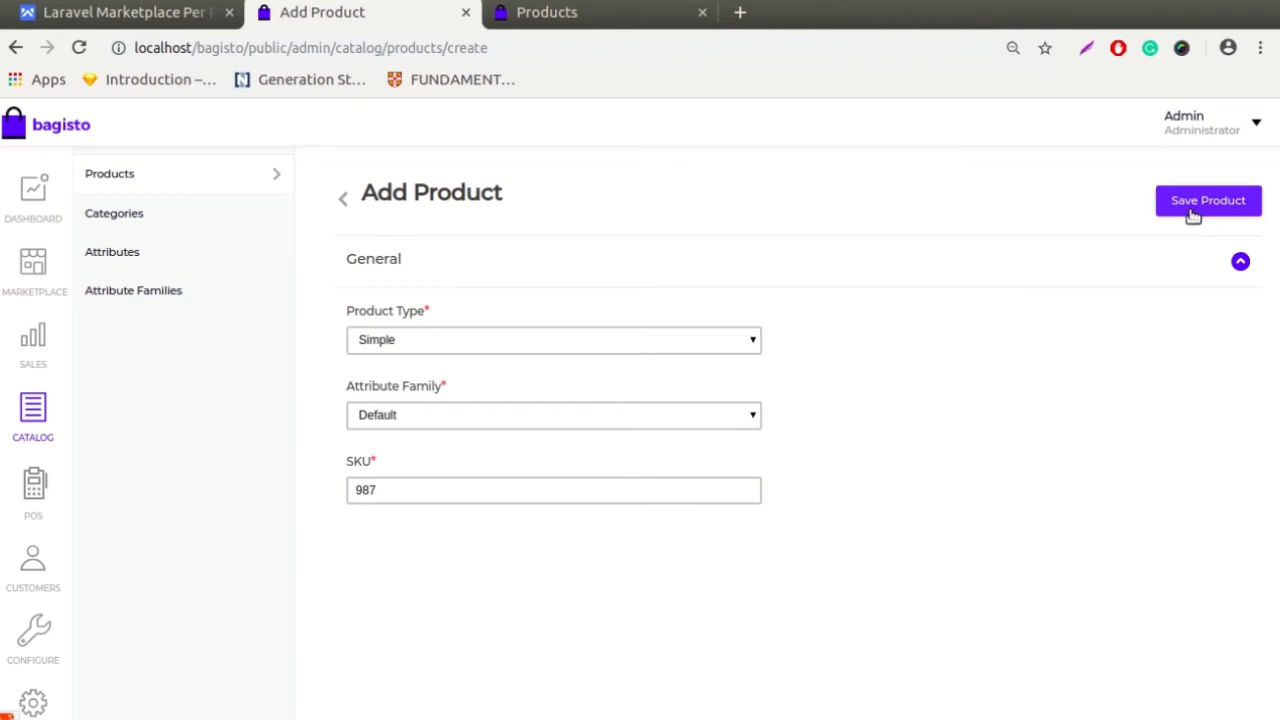 Laravel Marketplace Per
Add Product
Products
localhost/bagisto/public/admin/catalog/products/create
Apps
Introduction –...
Generation St...
FUNDAMENT...
bagisto
Admin
Administrator
DASHBOARD
MARKETPLACE
SALES
CATALOG
POS
CUSTOMERS
CONFIGURE
Products
Categories
Attributes
Attribute Families
Add Product
Save Product
General
Product Type*
Simple
Attribute Family*
Default
SKU*
987